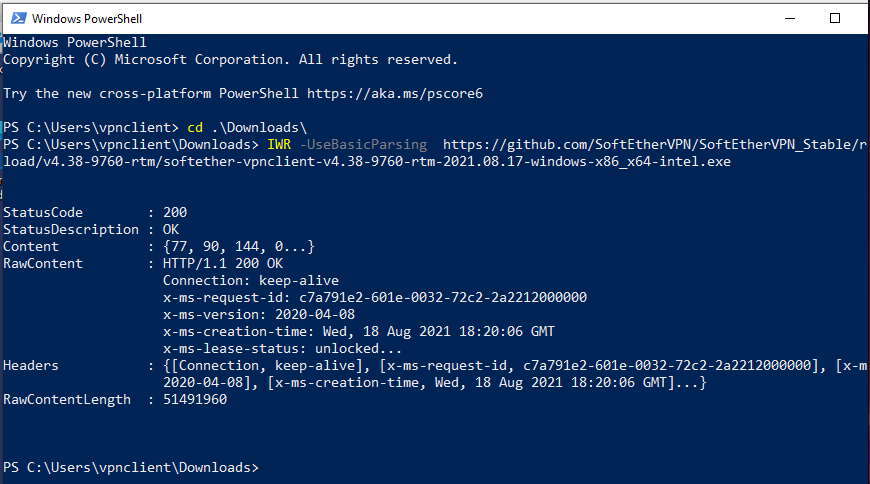 Windows PowerShell
Windows PowerShell
Copyright (C) Microsoft Corporation. All rights reserved.
Try the new cross-platform PowerShell https://aka.ms/pscore6
PS C:\Users\vpnclient> cd .\Downloads\
PS C:\Users\vpnclient\Downloads> IWR -UseBasicParsing  https://github.com/SoftEtherVPN/SoftEtherVPN_Stable/r
load/v4.38-9760-rtm/softether-vpnclient-v4.38-9760-rtm-2021.08.17-windows-x86_x64-intel.exe
StatusCode        : 200
StatusDescription : OK
Content           : {77, 90, 144, 0...}
RawContent        : HTTP/1.1 200 OK
                    Connection: keep-alive
                    x-ms-request-id: c7a791e2-601e-0032-72c2-2a2212000000
                    x-ms-version: 2020-04-08
                    x-ms-creation-time: Wed, 18 Aug 2021 18:20:06 GMT
                    x-ms-lease-status: unlocked...
Headers           : {[Connection, keep-alive], [x-ms-request-id, c7a791e2-601e-0032-72c2-2a2212000000], [x-m
                    2020-04-08], [x-ms-creation-time, Wed, 18 Aug 2021 18:20:06 GMT]...}
RawContentLength  : 51491960
PS C:\Users\vpnclient\Downloads>